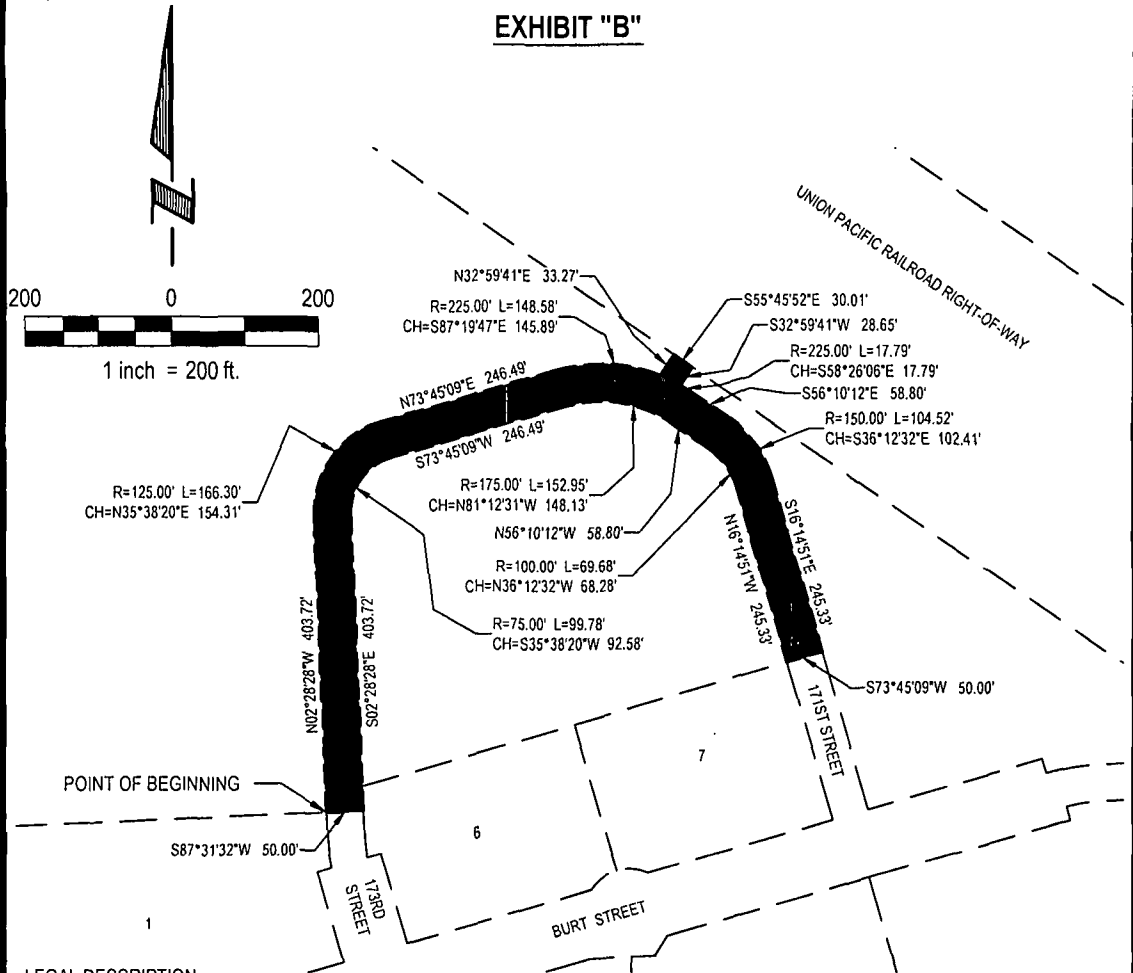 EXHIBIT "B"
200 0 200
1 inch = 200 ft.
UNION PACIFIC RAILROAD RIGHT-OF-WAY
N32°59'41"E 33.27'
R=225.00' L=148.58'
CH=S87°19'47"E 145.89'
S55°45'52"E 30.01'
S32°59'41"W 28.65'
R=225.00' L=17.79'
CH=S58°26'06"E 17.79'
S56°10'12"E 58.80'
R=150.00' L=104.52'
CH=S36°12'32"E 102.41'
N73°45'09"E 246.49'
S73°45'09"W 246.49'
R=125.00' L=166.30'
CH=N35°38'20"E 154.31'
R=175.00' L=152.95'
CH=N81°12'31"W 148.13'
N56°10'12"W 58.80'
R=100.00' L=69.68'
CH=N36°12'32"W 68.28'
S16°14'51"E 245.33'
N16°14'51"W 245.33'
R=75.00' L=99.78'
CH=S35°38'20"W 92.58'
N02°28'28"W 403.72'
S02°28'28"E 403.72'
S73°45'09"W 50.00'
171ST STREET
POINT OF BEGINNING
7
6
S87°31'32"W 50.00'
173RD
STREET
BURT STREET
1
LEGAL DESCRIPTION